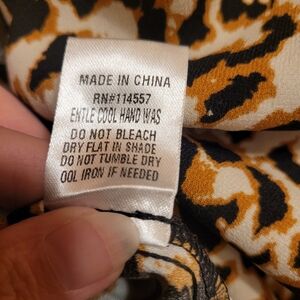 MADE IN CHINA
RN#114557
ENTLE COOL HAND WAS
DO NOT BLEACH
DRY FLAT IN SHADE
DO NOT TUMBLE DRY
OOL IRON IF NEEDED